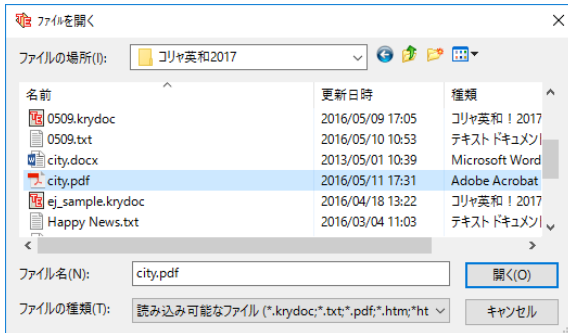 ファイルを開く
ファイルの場所(I): コリャ英和2017
名前 更新日時 種類
0509.krydoc 2016/05/09 17:05 コリャ英和！2017
0509.txt 2016/05/10 10:53 テキスト ドキュメント
city.docx 2013/05/01 10:39 Microsoft Word
city.pdf 2016/05/11 17:31 Adobe Acrobat
ej_sample.krydoc 2016/04/18 13:22 コリャ英和！2017
Happy News.txt 2016/03/04 11:03 テキスト ドキュメント
ファイル名(N): city.pdf 開く(O)
ファイルの種類(T): 読み込み可能なファイル (*.krydoc;*.txt;*.pdf;*.htm;*ht キャンセル